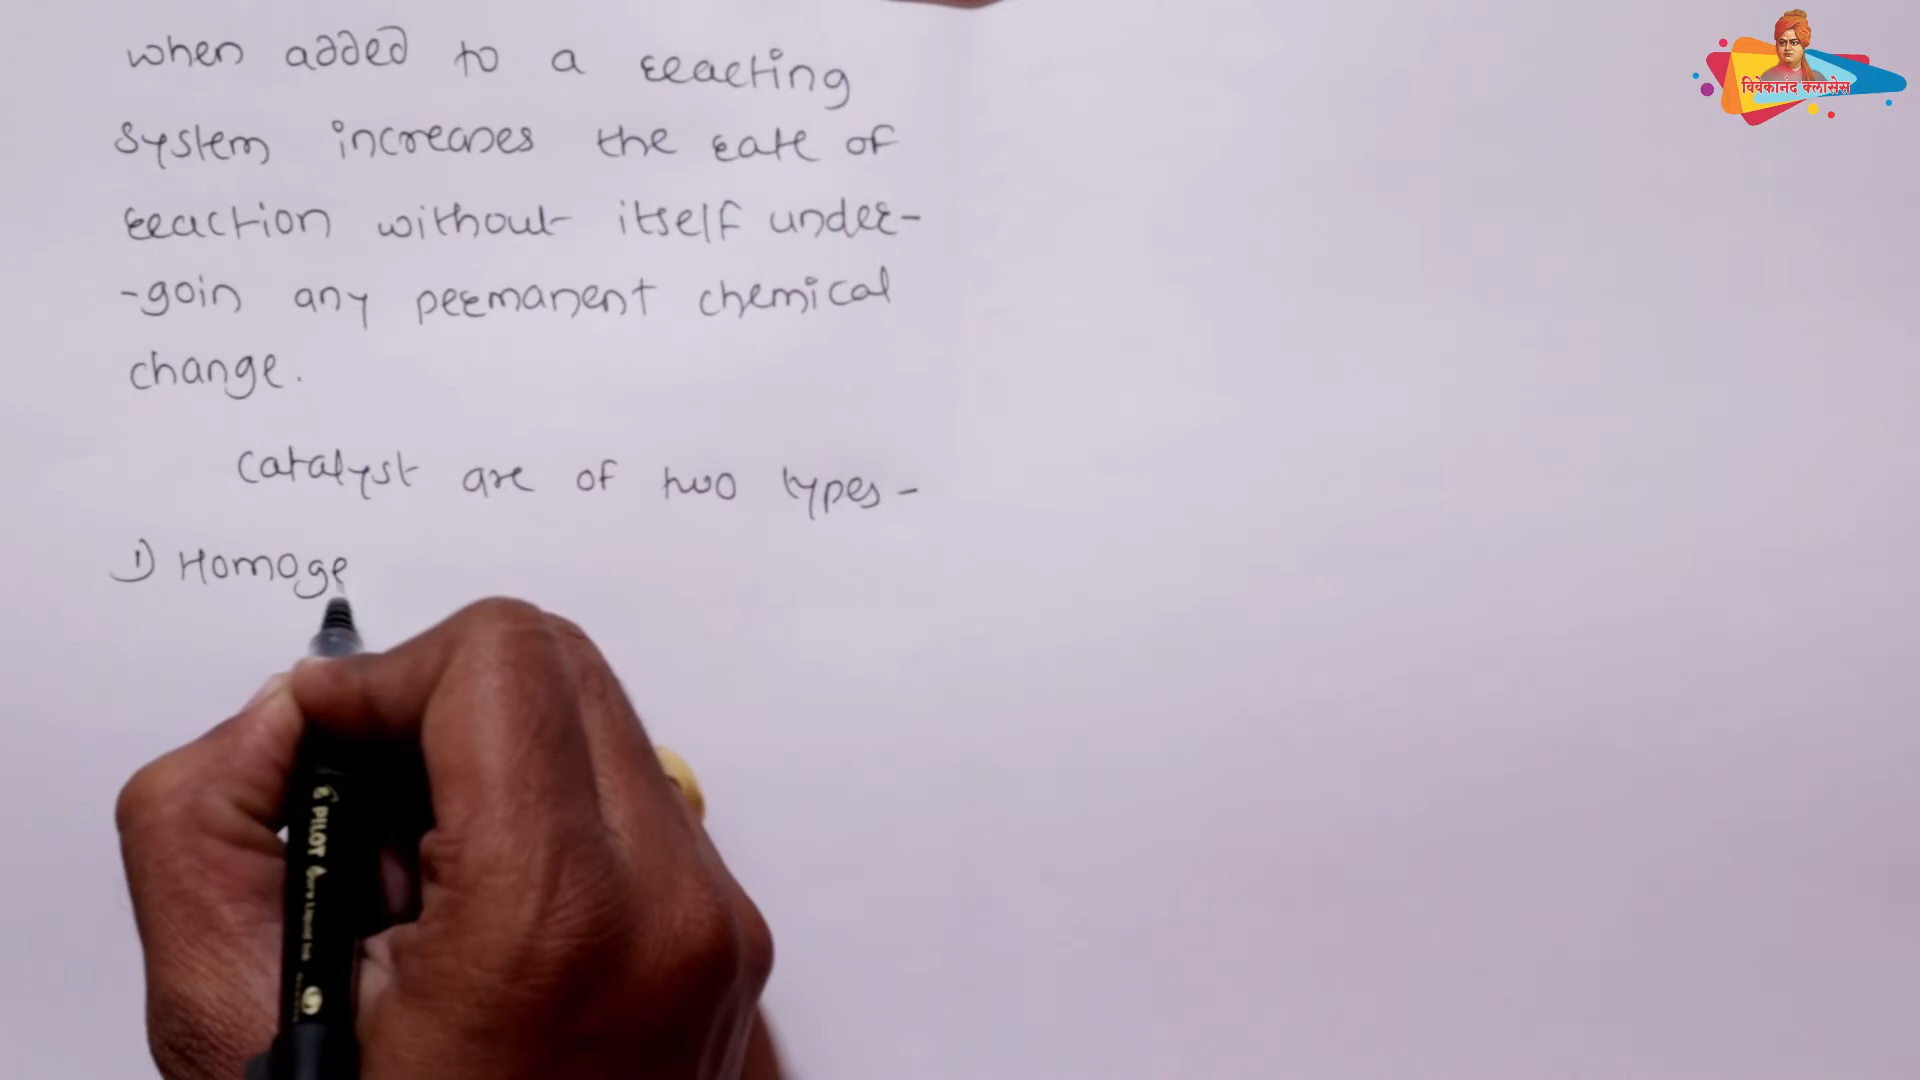 when added to a reacting
system increases the rate of
reaction without itself under-
-goin any permanent chemical
change.
catalyst are of two types-
1) Homoge
PILOT
विवेकानंद क्लासेस